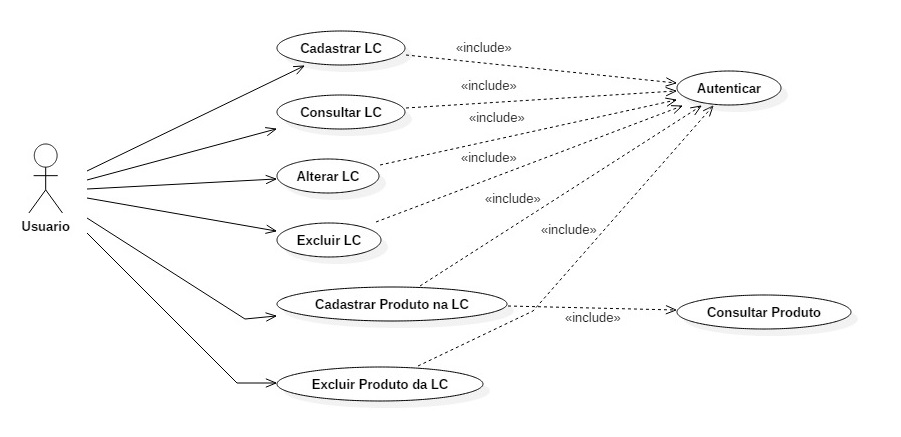 Cadastrar LC
«include»
Autenticar
Consultar LC
«include»
«include»
Alterar LC
«include»
Usuario
Excluir LC
«include»
«include»
Cadastrar Produto na LC
«include»
Consultar Produto
Excluir Produto da LC